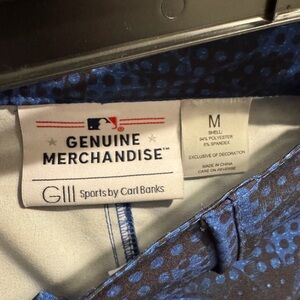 GENUINE
MERCHANDISE™
GIII Sports by Carl Banks
M
SHELL:
94% POLYESTER
6% SPANDEX
EXCLUSIVE OF DECORATION
MADE IN CHINA
CARE ON REVERSE